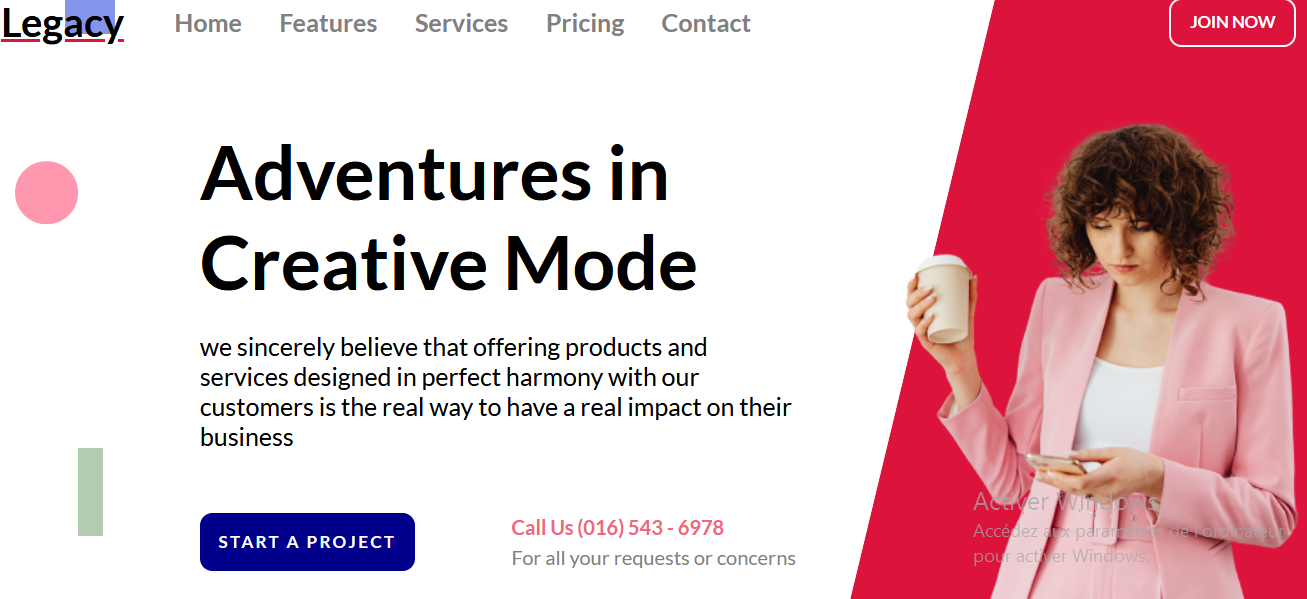 Legacy
Home Features Services Pricing Contact
JOIN NOW
Adventures in
Creative Mode
we sincerely believe that offering products and
services designed in perfect harmony with our
customers is the real way to have a real impact on their
business
START A PROJECT
Call Us (016) 543 - 6978
For all your requests or concerns
Activer Windows
Accédez aux paramètres de l'ordinateur
pour activer Windows.